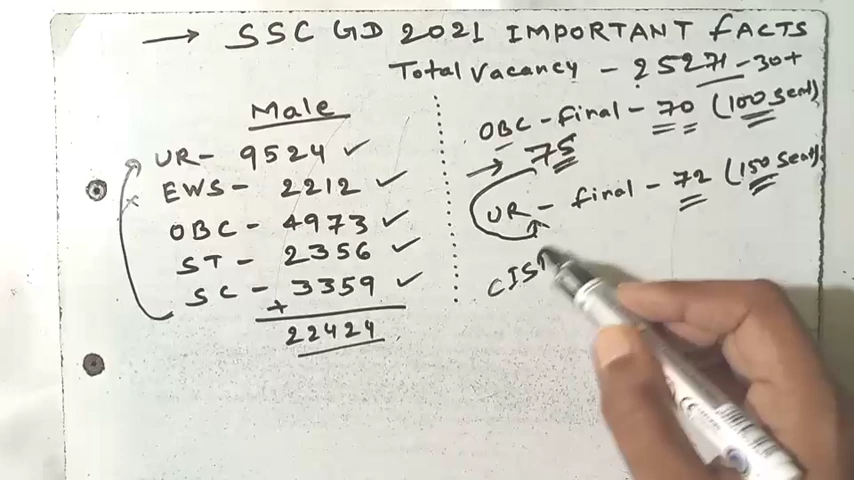 → SSC GD 2021 IMPORTANT FACTS
Total Vacancy - 25271 - 30+
Male
UR - 9524 ✓
EWS - 2212 ✓
OBC - 4973 ✓
ST - 2356 ✓
SC - 3359 ✓
+
22424
OBC - Final - 70 (100 Seat)
→ 75
UR - final - 72 (150 Seat)
CIS